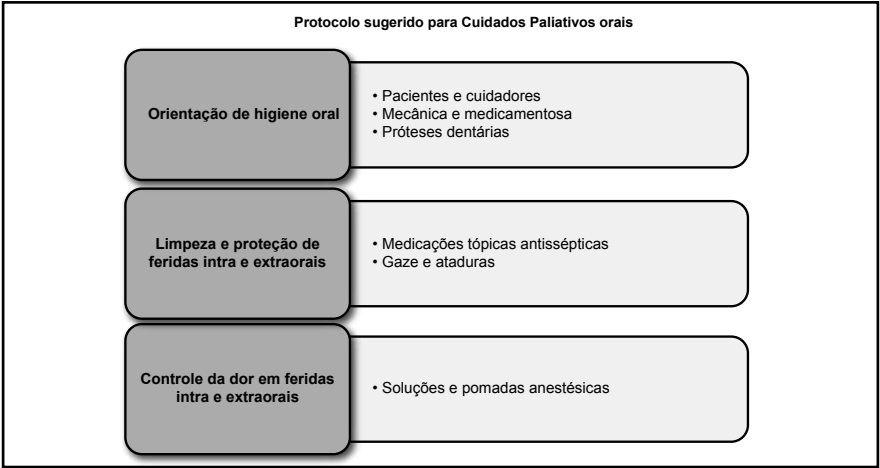 Protocolo sugerido para Cuidados Paliativos orais
Orientação de higiene oral
• Pacientes e cuidadores
• Mecânica e medicamentosa
• Próteses dentárias
Limpeza e proteção de
feridas intra e extraorais
• Medicações tópicas antissépticas
• Gaze e ataduras
Controle da dor em feridas
intra e extraorais
• Soluções e pomadas anestésicas